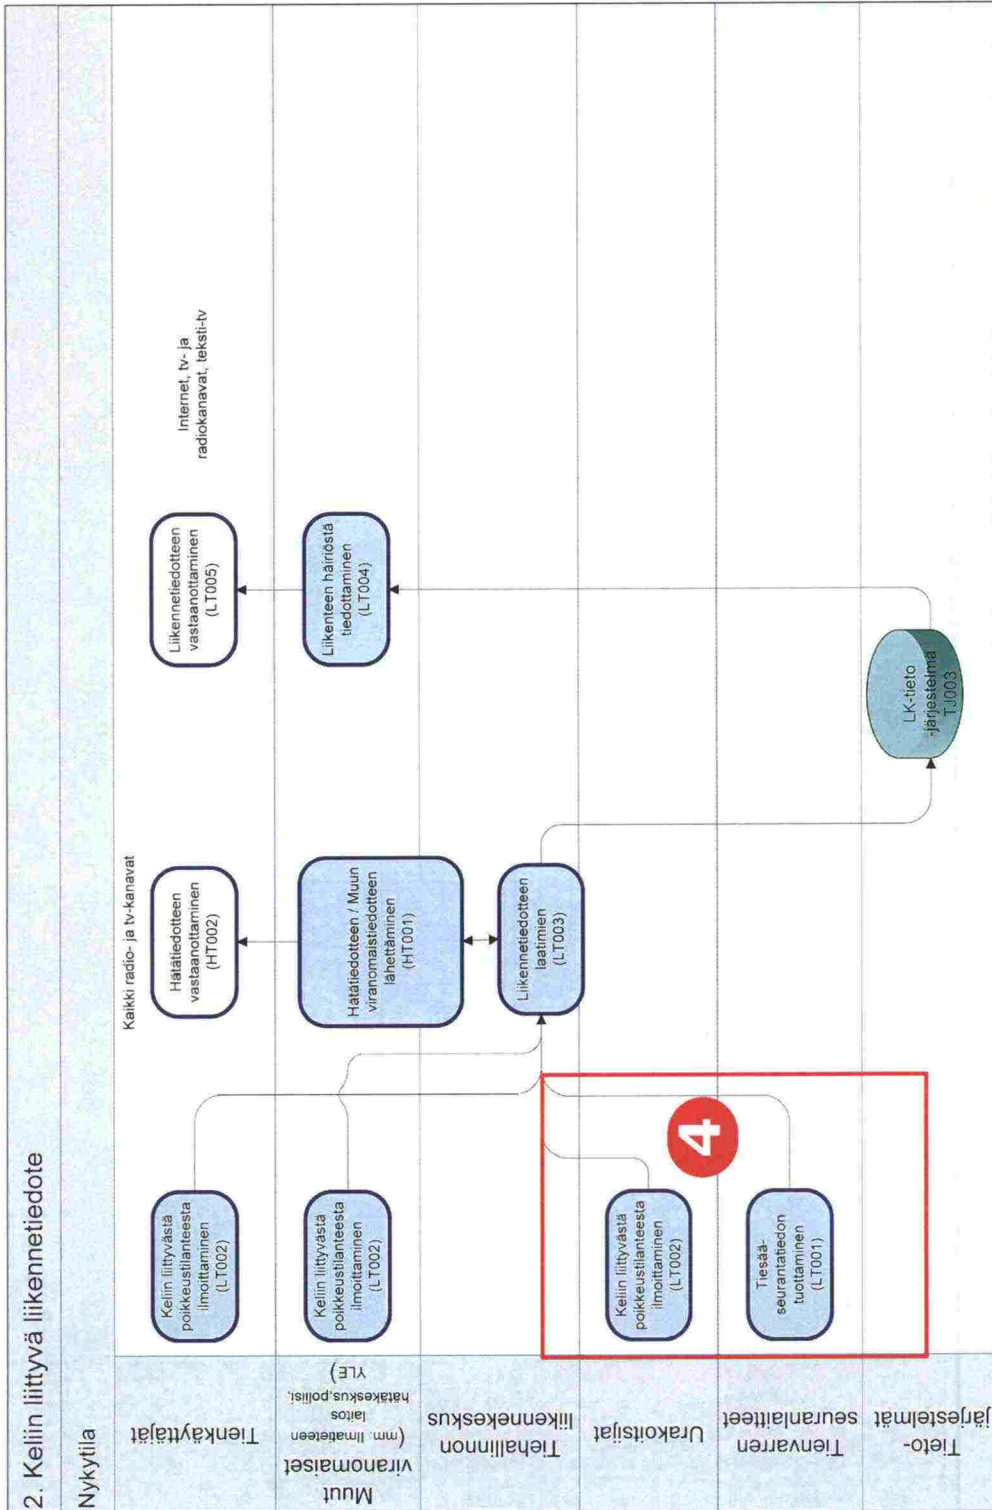 2. Keliin liittyvä liikennetiedote
Nykytila
Tienkäyttäjät
Keliin liittyvästä
poikkeustilanteesta
ilmoittaminen
(LT002)
Kaikki radio- ja tv-kanavat
Hätätiedotteen
vastaanottaminen
(HT002)
Liikennetiedotteen
vastaanottaminen
(LT005)
Internet, tv- ja
radiokanavat, teksti-tv
Muut
viranomaiset
(mm. Ilmatieteen
laitos
hätäkeskus,poliisi,
YLE)
Keliin liittyvästä
poikkeustilanteesta
ilmoittaminen
(LT002)
Hätätiedotteen / Muun
viranomaistiedotteen
lähettäminen
(HT001)
Liikenteen häiriöstä
tiedottaminen
(LT004)
Tiehallinnon
liikennekeskus
Liikennetiedotteen
laatimien
(LT003)
Urakoitsijat
Keliin liittyvästä
poikkeustilanteesta
ilmoittaminen
(LT002)
4
Tienvarren
seuranlaitteet
Tiesää-
seurantatiedon
tuottaminen
(LT001)
Tieto-
järjestelmät
LK-tieto
-järjestelmä
TJ003